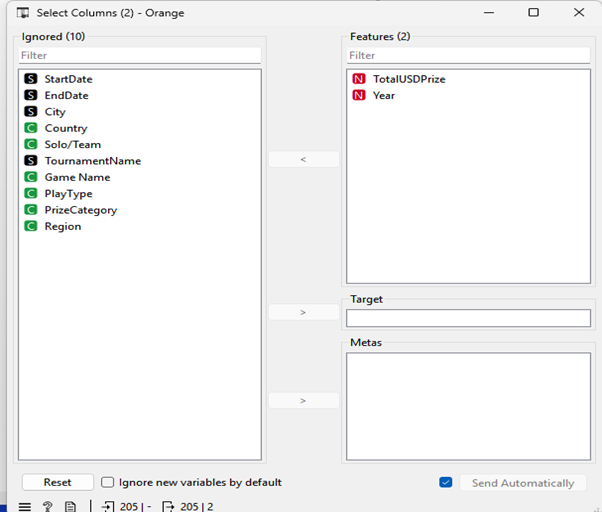 Select Columns (2) - Orange
Ignored (10)
Filter
S StartDate
S EndDate
S City
C Country
C Solo/Team
S TournamentName
C Game Name
C PlayType
C PrizeCategory
C Region
<
>
>
Features (2)
Filter
N TotalUSDPrize
N Year
Target
Metas
Reset
Ignore new variables by default
Send Automatically
? 205 | - 205 | 2